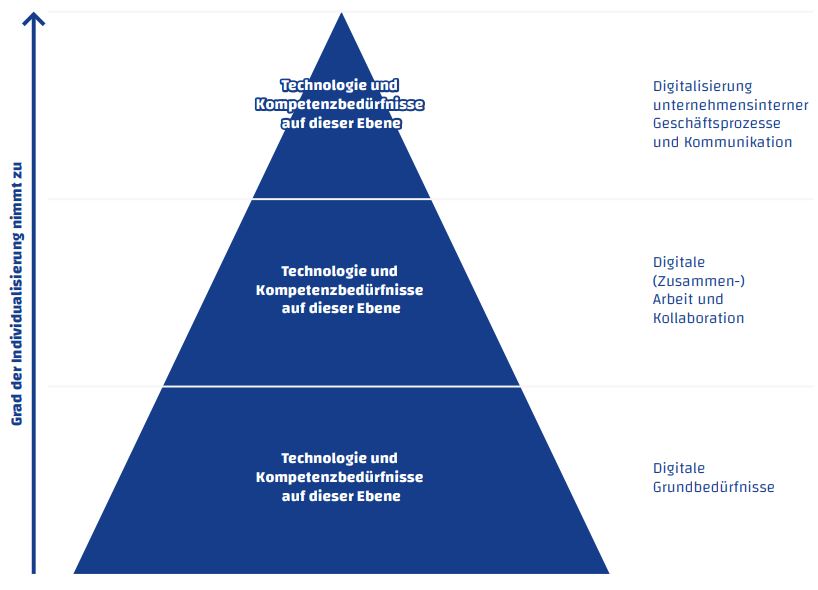 Grad der Individualisierung nimmt zu
Technologie und
Kompetenzbedürfnisse
auf dieser Ebene
Digitalisierung
unternehmensinterner
Geschäftsprozesse
und Kommunikation
Technologie und
Kompetenzbedürfnisse
auf dieser Ebene
Digitale
(Zusammen-)
Arbeit und
Kollaboration
Technologie und
Kompetenzbedürfnisse
auf dieser Ebene
Digitale
Grundbedürfnisse